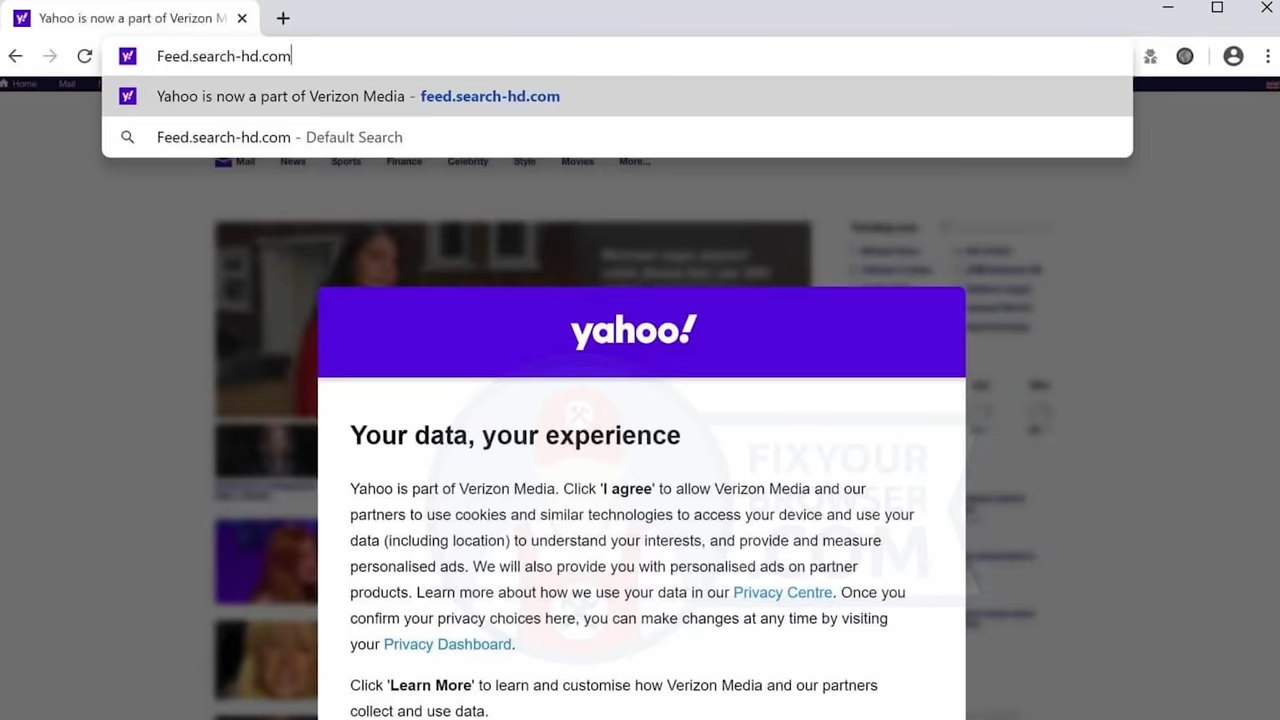 Yahoo is now a part of Verizon M
Feed.search-hd.com
Yahoo is now a part of Verizon Media - feed.search-hd.com
Feed.search-hd.com - Default Search
Home Mail
Mail News Sports Finance Celebrity Style Movies More...
yahoo!
Your data, your experience
Yahoo is part of Verizon Media. Click 'I agree' to allow Verizon Media and our
partners to use cookies and similar technologies to access your device and use your
data (including location) to understand your interests, and provide and measure
personalised ads. We will also provide you with personalised ads on partner
products. Learn more about how we use your data in our Privacy Centre. Once you
confirm your privacy choices here, you can make changes at any time by visiting
your Privacy Dashboard.
Click 'Learn More' to learn and customise how Verizon Media and our partners
collect and use data.
FIXYOUR
BROWSER
.COM